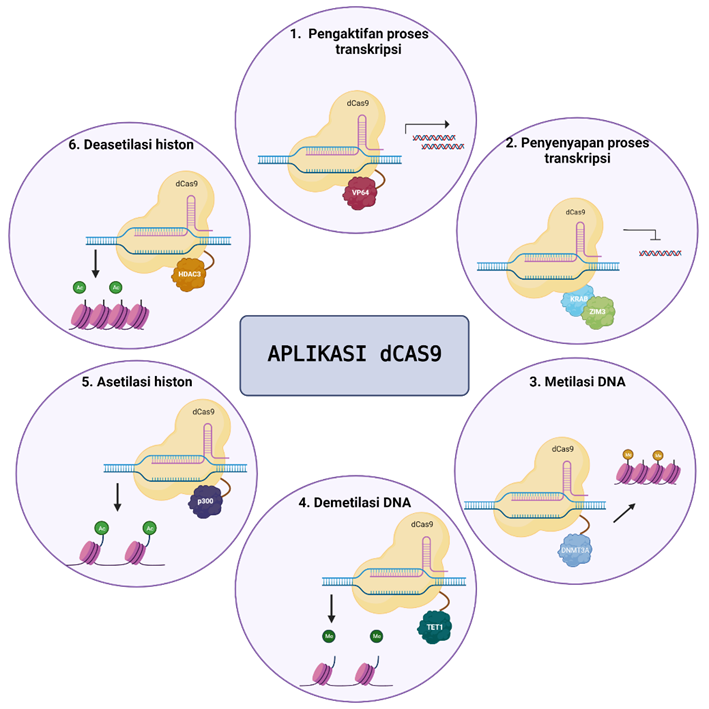 1. Pengaktifan proses
transkripsi
dCas9
VP64
2. Penyenyapan proses
transkripsi
dCas9
KRAB
ZIM3
3. Metilasi DNA
dCas9
Me
Me
DNMT3A
4. Demetilasi DNA
dCas9
TET1
Me
Me
5. Asetilasi histon
dCas9
p300
Ac
Ac
6. Deasetilasi histon
dCas9
HDAC3
Ac
Ac
APLIKASI dCAS9